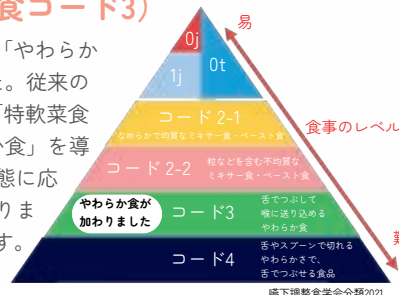 食コード3）
「やわらか
た。従来の
「特軟菜食
か食」を導
態に応
りま
す。
0j
1j
0t
易
食事のレベル
難
コード2-1
なめらかで均質なミキサー食・ペースト食
コード2-2
粒などを含む不均質な
ミキサー食・ペースト食
やわらか食が
加わりました
コード3
舌でつぶして
喉に送り込める
やわらか食
コード4
舌やスプーンで切れる
やわらかさで、
舌でつぶせる食品
嚥下調整食学会分類2021